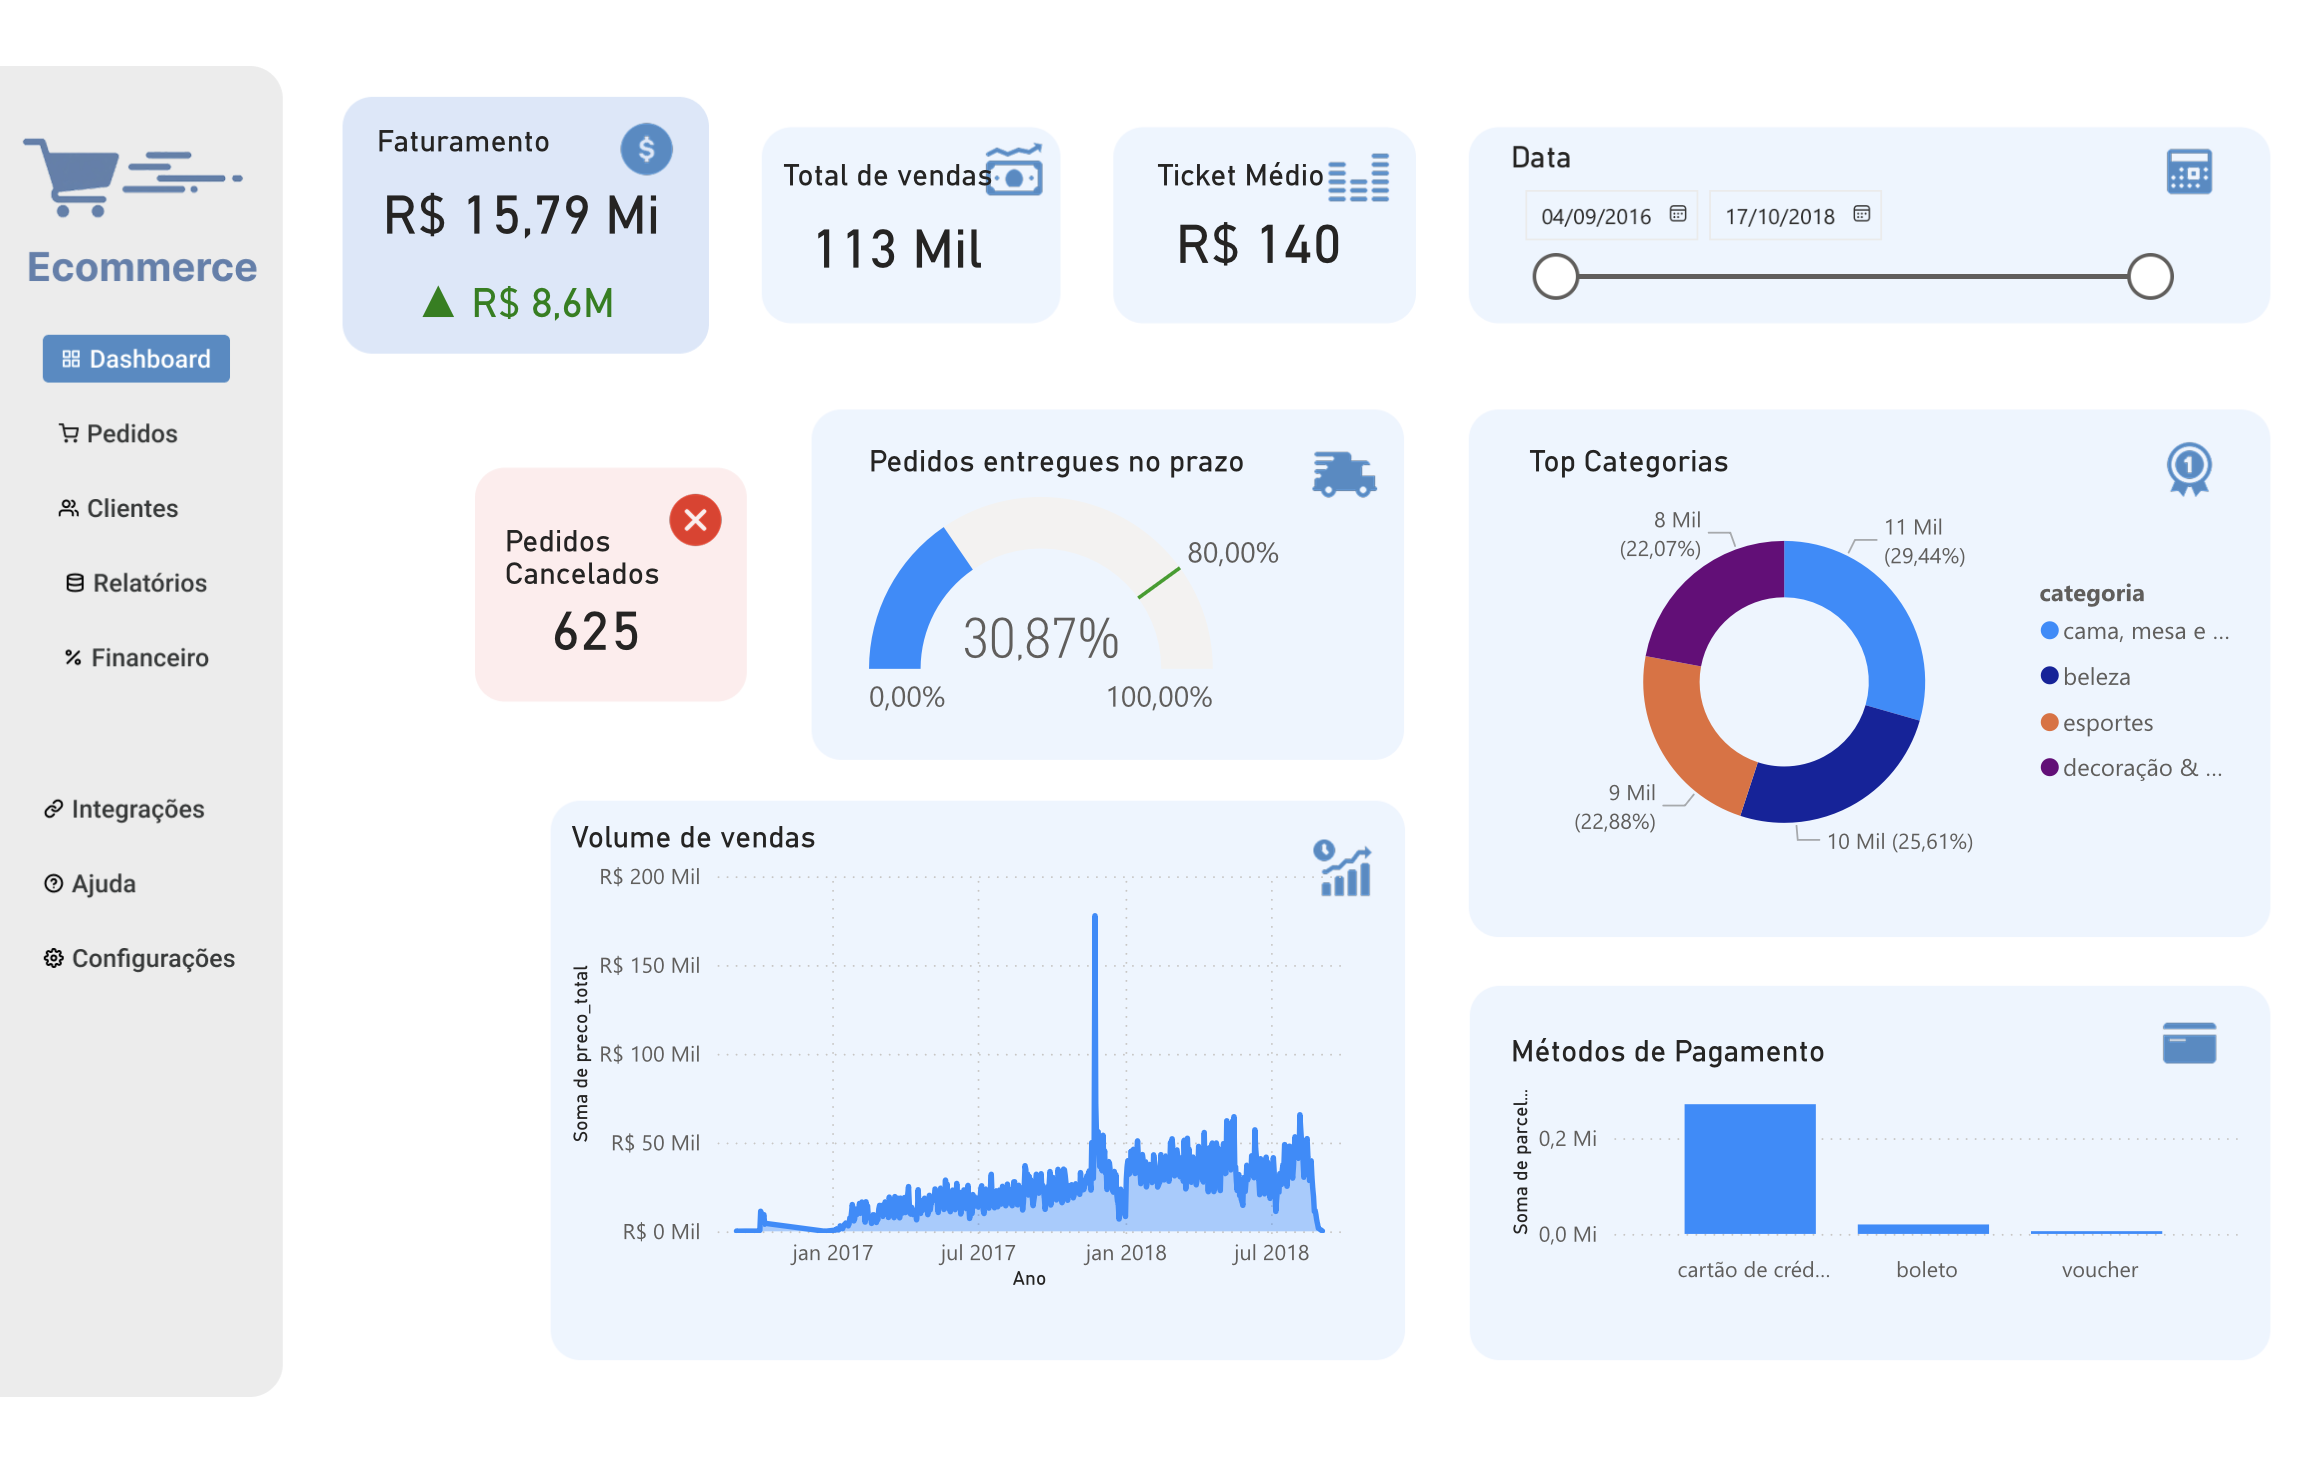 Ecommerce
Dashboard
Pedidos
Clientes
Relatórios
Financeiro
Integrações
Ajuda
Configurações
Faturamento
$
R$ 15,79 Mi
R$ 8,6M
Total de vendas
113 Mil
Ticket Médio
R$ 140
Data
04/09/2016
17/10/2018
Pedidos
Cancelados
625
Pedidos entregues no prazo
80,00%
30,87%
0,00%
100,00%
Top Categorias
1
8 Mil
(22,07%)
11 Mil
(29,44%)
9 Mil
(22,88%)
10 Mil (25,61%)
categoria
cama, mesa e ...
beleza
esportes
decoração & ...
Volume de vendas
Soma de preco_total
R$ 200 Mil
R$ 150 Mil
R$ 100 Mil
R$ 50 Mil
R$ 0 Mil
jan 2017
jul 2017
jan 2018
jul 2018
Ano
Métodos de Pagamento
Soma de parcel...
0,2 Mi
0,0 Mi
cartão de créd...
boleto
voucher